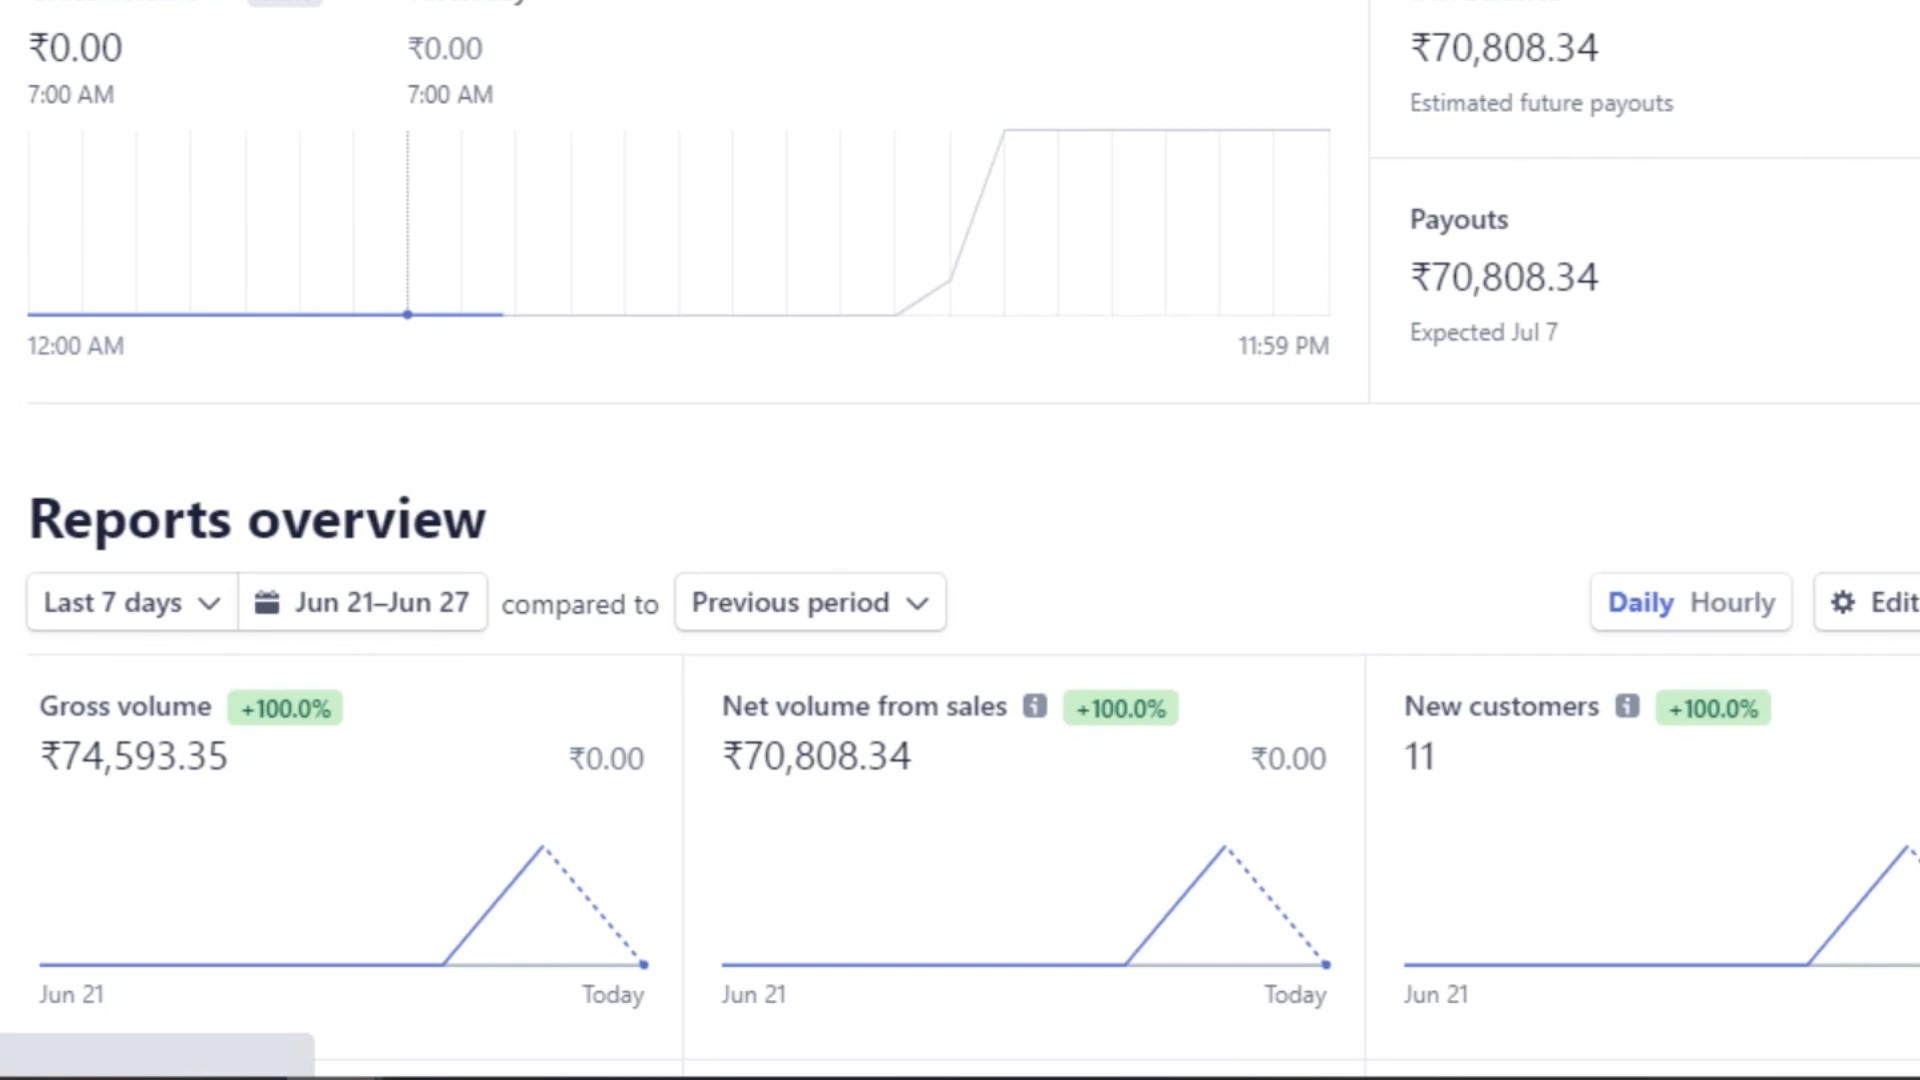 ₹0.00
₹0.00
7:00 AM
7:00 AM
12:00 AM
11:59 PM
₹70,808.34
Estimated future payouts
Payouts
₹70,808.34
Expected Jul 7
Reports overview
Last 7 days
Jun 21–Jun 27
compared to
Previous period
Daily
Hourly
Edit
Gross volume
+100.0%
₹74,593.35
₹0.00
Jun 21
Today
Net volume from sales
+100.0%
₹70,808.34
₹0.00
Jun 21
Today
New customers
+100.0%
11
Jun 21